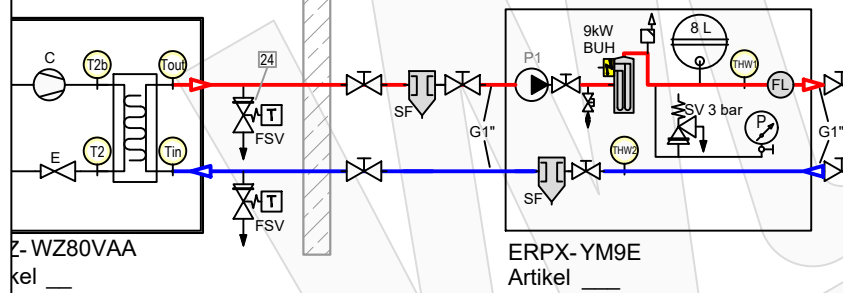 C
T2b
Tout
24
T
FSV
SF
P1
9kW
BUH
8 L
THW1
FL
SV 3 bar
P
G1"
G1"
E
T2
Tin
T
FSV
SF
THW2
Z-WZ80VAA
kel __
ERPX-YM9E
Artikel ___